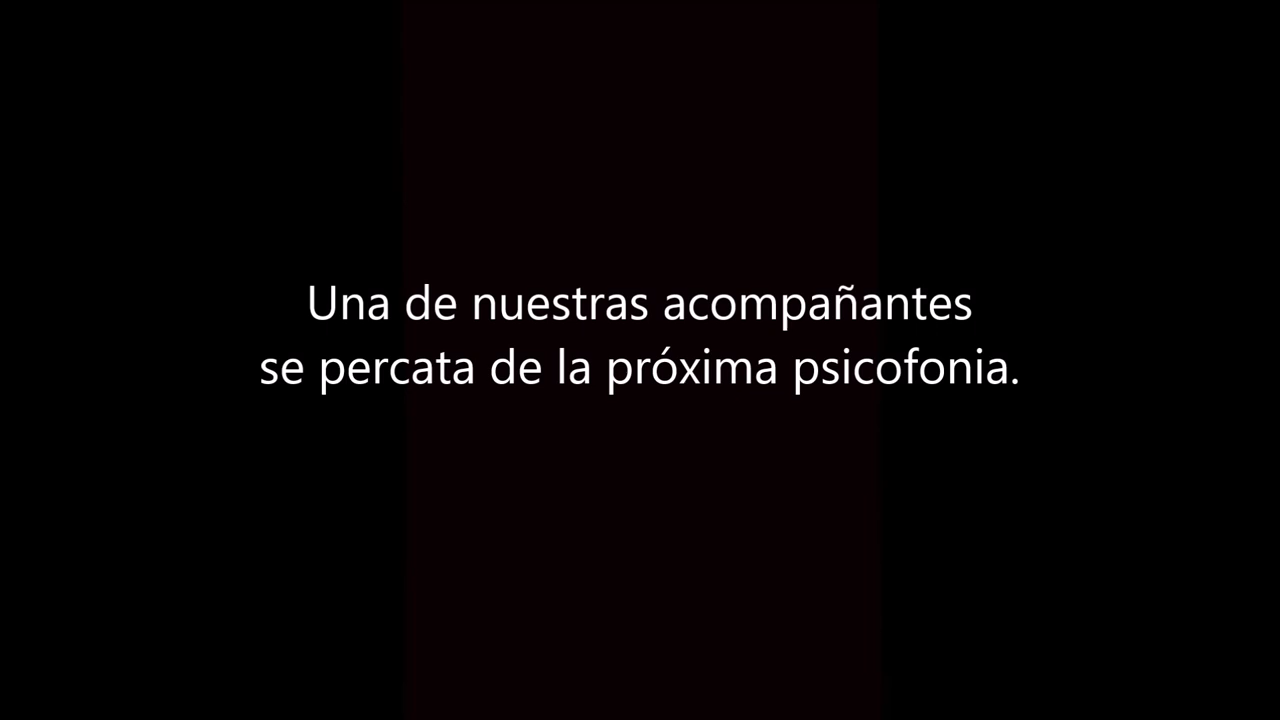 Una de nuestras acompañantes
se percata de la próxima psicofonia.